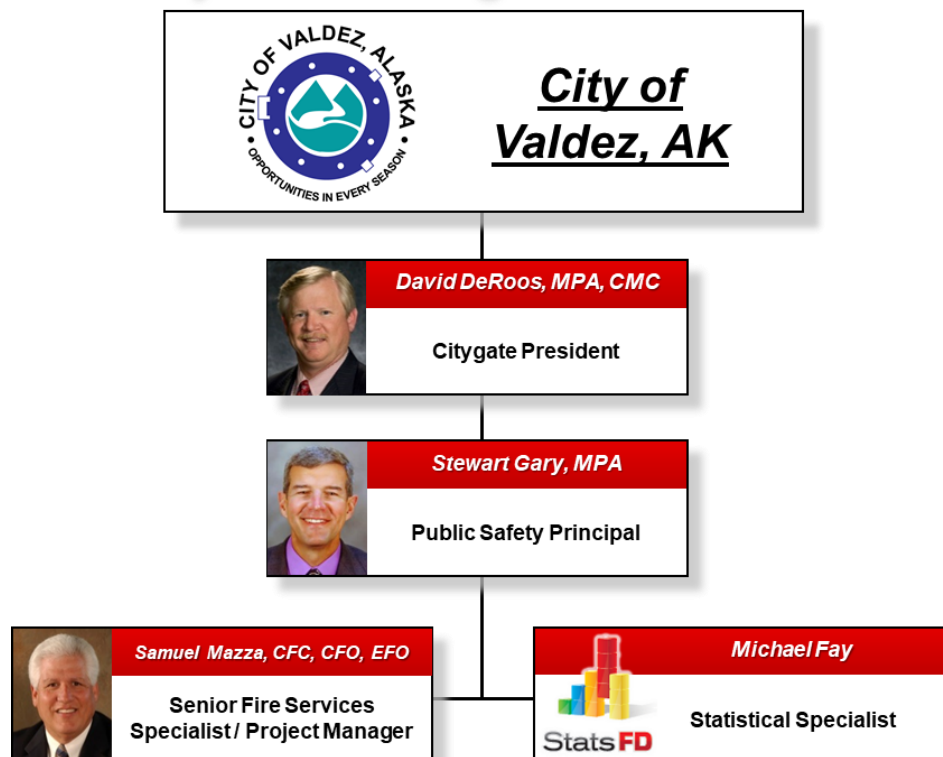 CITY OF VALDEZ, ALASKA
• OPPORTUNITIES IN EVERY SEASON •
City of
Valdez, AK
David DeRoos, MPA, CMC
Citygate President
Stewart Gary, MPA
Public Safety Principal
Samuel Mazza, CFC, CFO, EFO
Senior Fire Services
Specialist / Project Manager
Michael Fay
Statistical Specialist
StatsFD